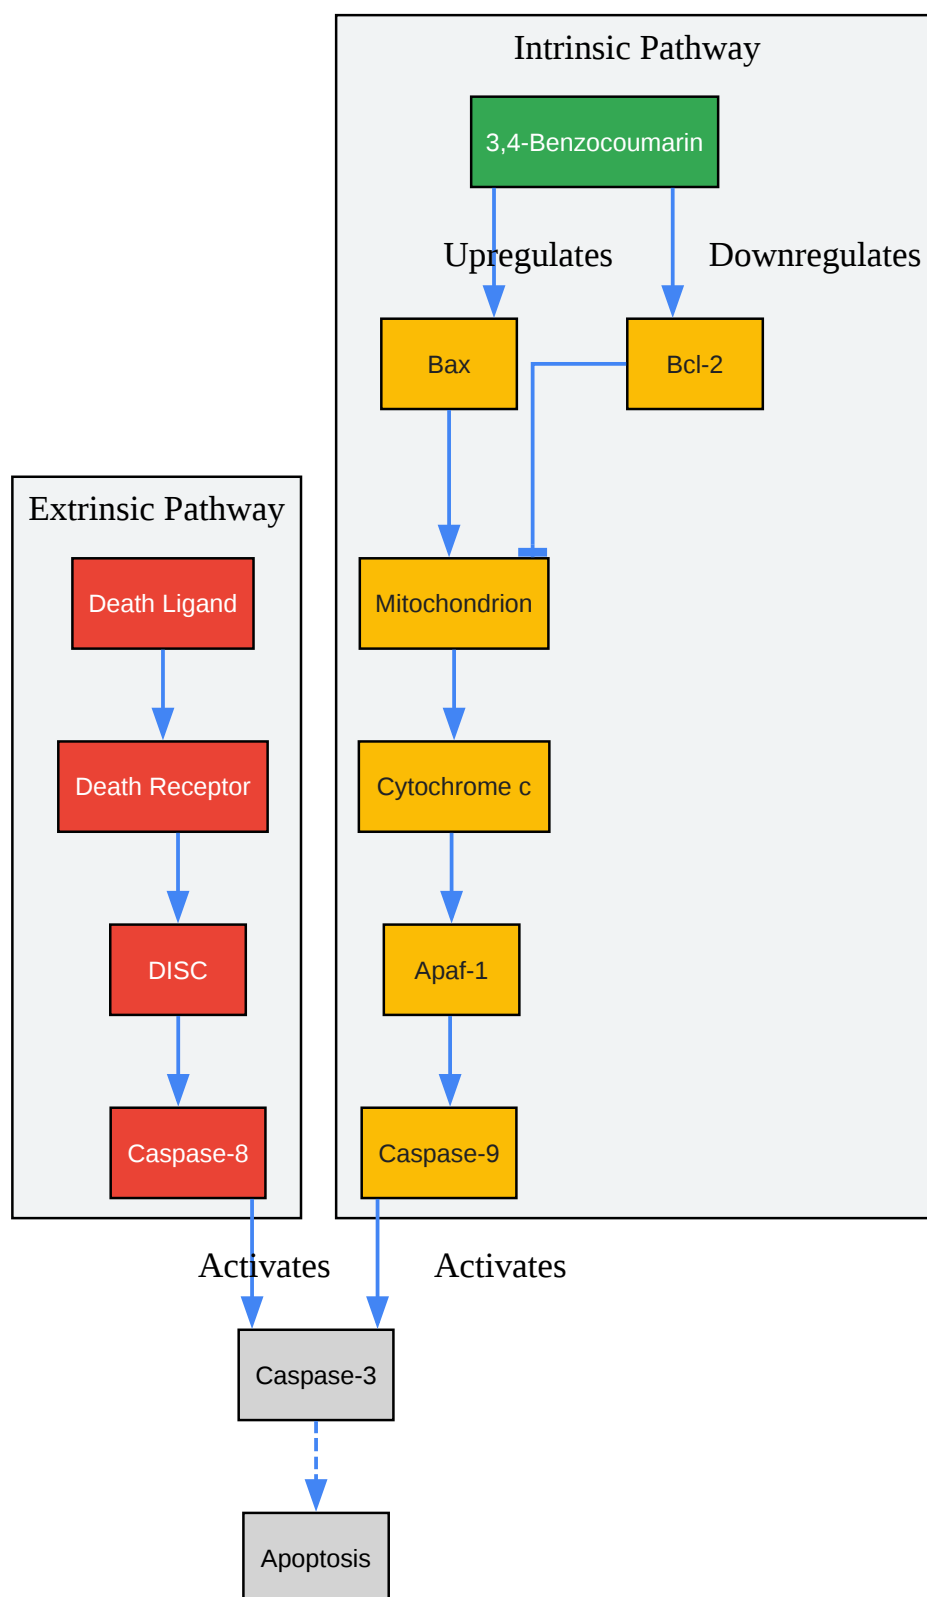 Intrinsic Pathway
3,4-Benzocoumarin
Upregulates
Downregulates
Bax
Bcl-2
Extrinsic Pathway
Death Ligand
Mitochondrion
Death Receptor
Cytochrome c
DISC
Apaf-1
Caspase-8
Caspase-9
Activates
Activates
Caspase-3
Apoptosis